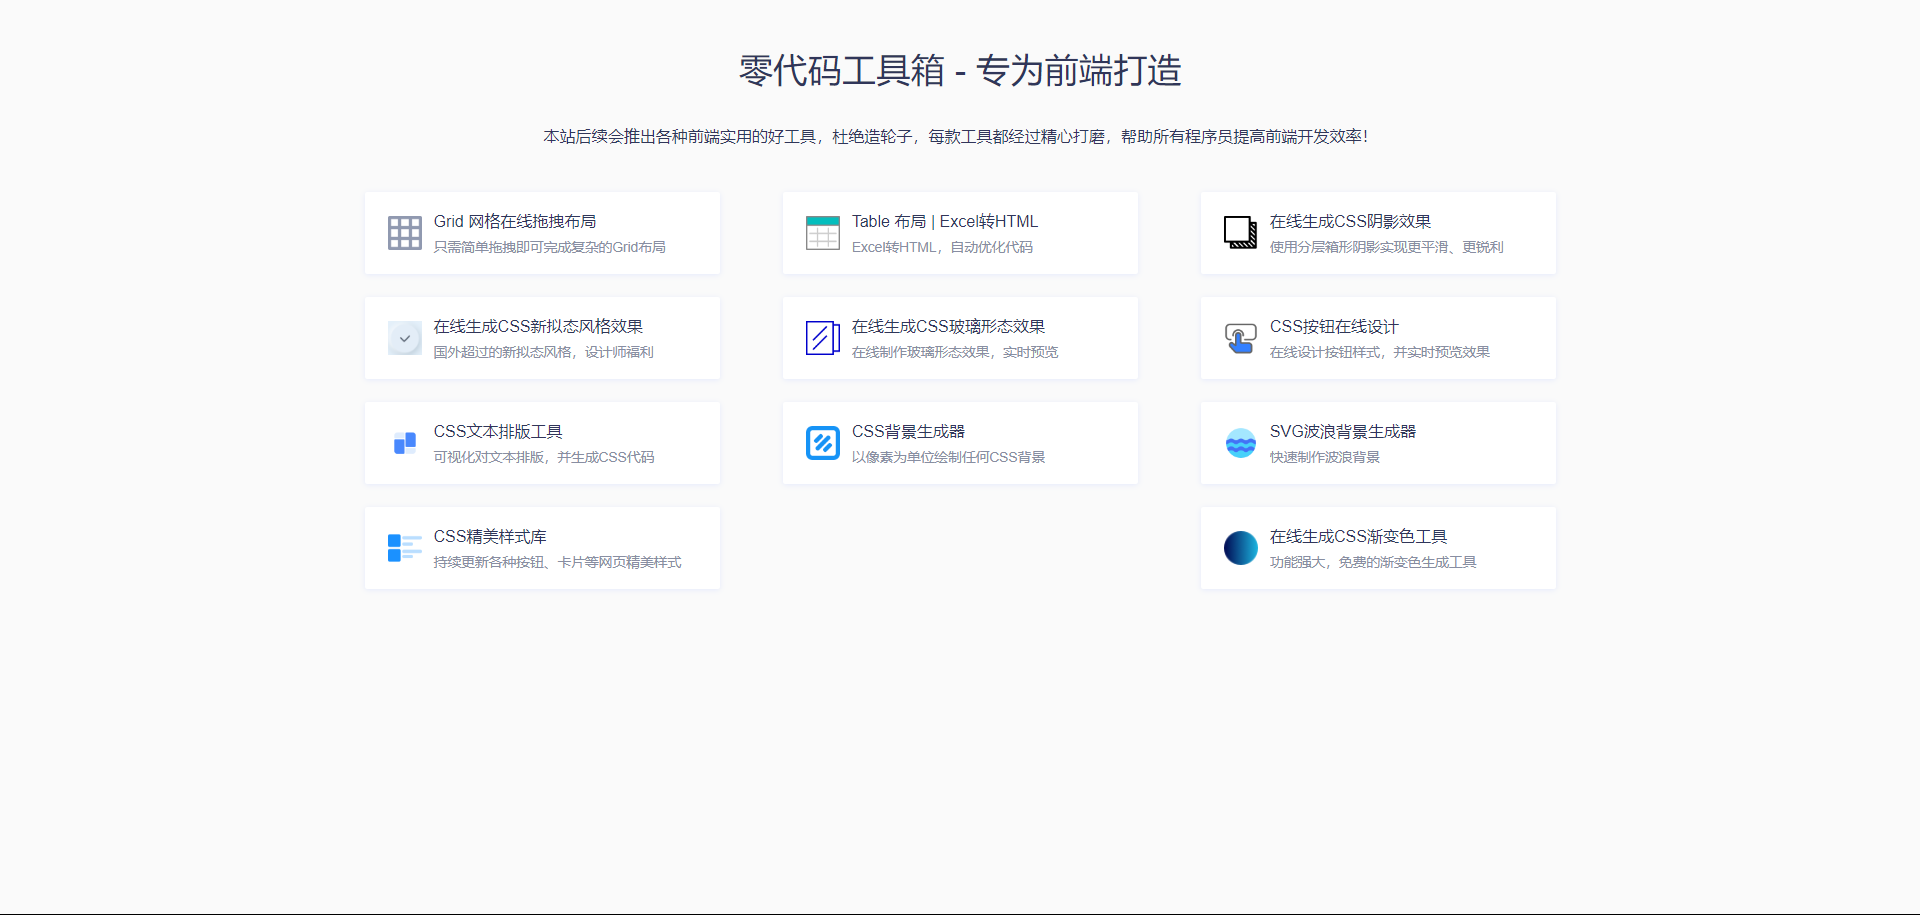 零代码工具箱 - 专为前端打造
本站后续会推出各种前端实用的好工具，杜绝造轮子，每款工具都经过精心打磨，帮助所有程序员提高前端开发效率！
Grid 网格在线拖拽布局
只需简单拖拽即可完成复杂的Grid布局
Table 布局 | Excel转HTML
Excel转HTML，自动优化代码
在线生成CSS阴影效果
使用分层箱形阴影实现更平滑、更锐利
在线生成CSS新拟态风格效果
国外超过的新拟态风格，设计师福利
在线生成CSS玻璃形态效果
在线制作玻璃形态效果，实时预览
CSS按钮在线设计
在线设计按钮样式，并实时预览效果
CSS文本排版工具
可视化对文本排版，并生成CSS代码
CSS背景生成器
以像素为单位绘制任何CSS背景
SVG波浪背景生成器
快速制作波浪背景
CSS精美样式库
持续更新各种按钮、卡片等网页精美样式
在线生成CSS渐变色工具
功能强大，免费的渐变色生成工具